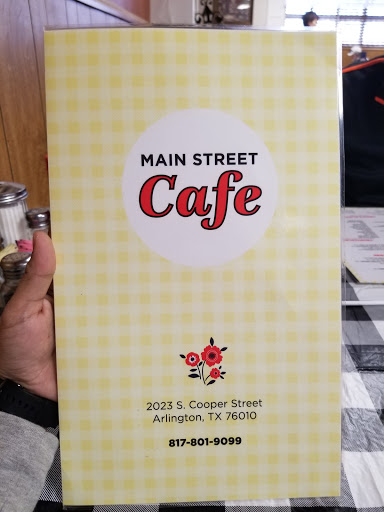 MAIN STREET
Cafe
2023 S. Cooper Street
Arlington, TX 76010
817-801-9099